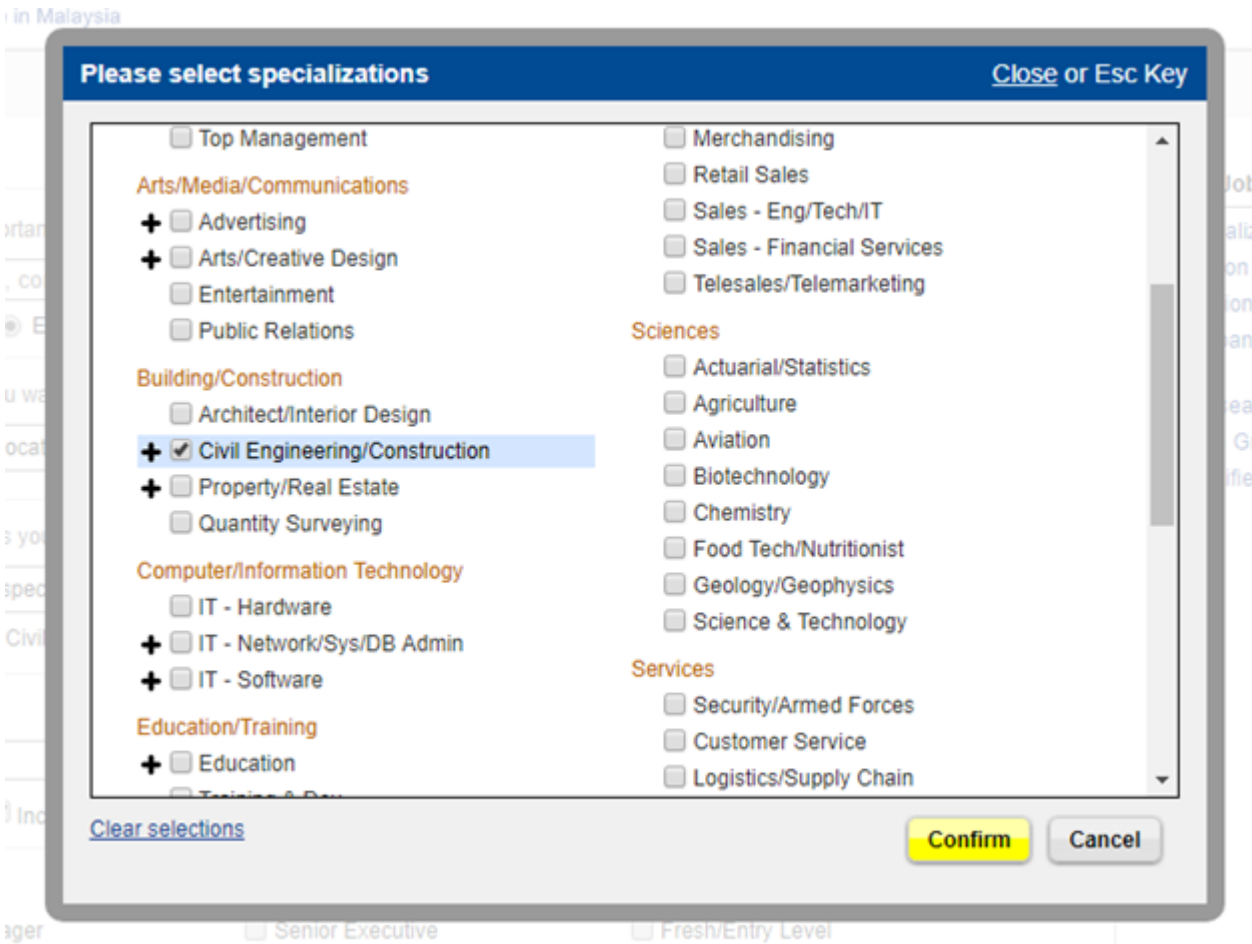 in Malaysia
Please select specializations
Close or Esc Key
Top Management
Arts/Media/Communications
Advertising
Arts/Creative Design
Entertainment
Public Relations
Building/Construction
Architect/Interior Design
Civil Engineering/Construction
Property/Real Estate
Quantity Surveying
Computer/Information Technology
IT - Hardware
IT - Network/Sys/DB Admin
IT - Software
Education/Training
Education
Training & Dev
Merchandising
Retail Sales
Sales - Eng/Tech/IT
Sales - Financial Services
Telesales/Telemarketing
Sciences
Actuarial/Statistics
Agriculture
Aviation
Biotechnology
Chemistry
Food Tech/Nutritionist
Geology/Geophysics
Science & Technology
Services
Security/Armed Forces
Customer Service
Logistics/Supply Chain
Clear selections
Confirm
Cancel
Senior Executive
Fresh/Entry Level